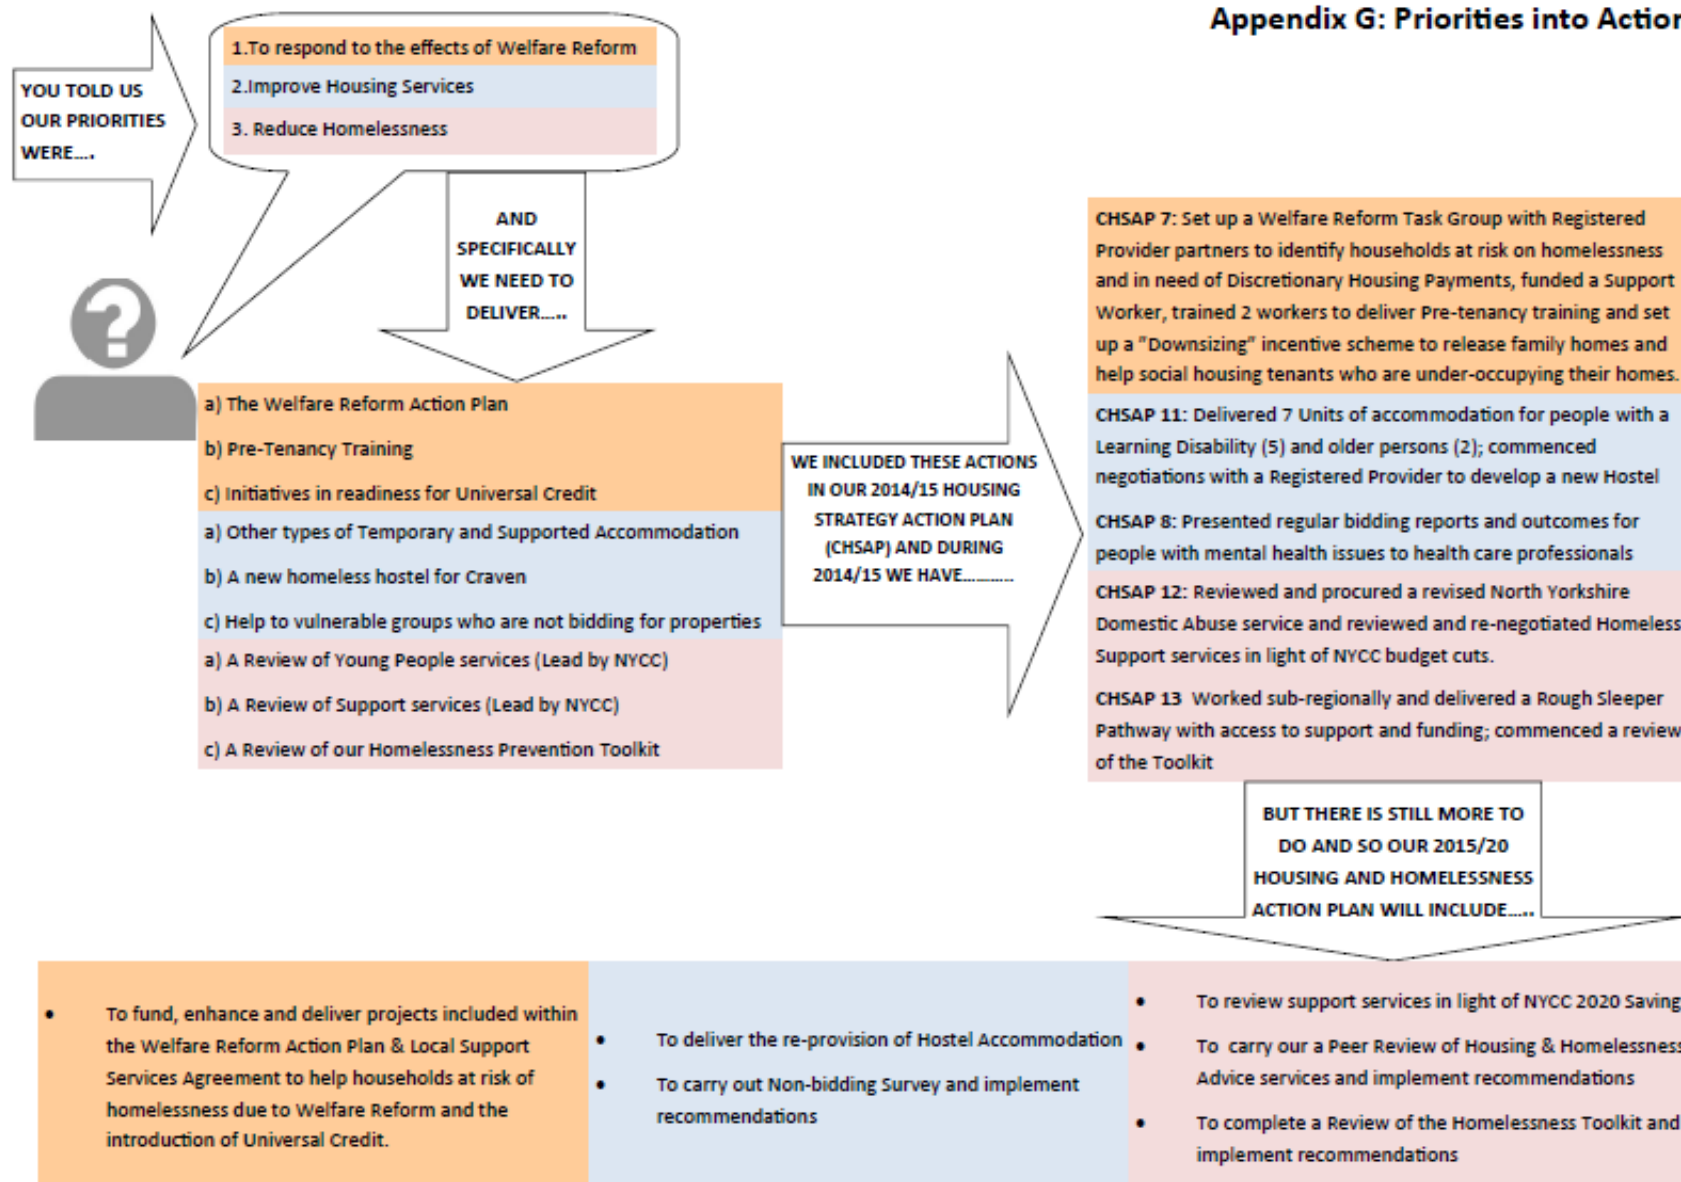 Appendix G: Priorities into Action
YOU TOLD US
OUR PRIORITIES
WERE….
1.To respond to the effects of Welfare Reform
2.Improve Housing Services
3. Reduce Homelessness
AND
SPECIFICALLY
WE NEED TO
DELIVER…..
a) The Welfare Reform Action Plan
b) Pre-Tenancy Training
c) Initiatives in readiness for Universal Credit
a) Other types of Temporary and Supported Accommodation
b) A new homeless hostel for Craven
c) Help to vulnerable groups who are not bidding for properties
a) A Review of Young People services (Lead by NYCC)
b) A Review of Support services (Lead by NYCC)
c) A Review of our Homelessness Prevention Toolkit
WE INCLUDED THESE ACTIONS
IN OUR 2014/15 HOUSING
STRATEGY ACTION PLAN
(CHSAP) AND DURING
2014/15 WE HAVE………..
CHSAP 7: Set up a Welfare Reform Task Group with Registered
Provider partners to identify households at risk on homelessness
and in need of Discretionary Housing Payments, funded a Support
Worker, trained 2 workers to deliver Pre-tenancy training and set
up a "Downsizing" incentive scheme to release family homes and
help social housing tenants who are under-occupying their homes.
CHSAP 11: Delivered 7 Units of accommodation for people with a
Learning Disability (5) and older persons (2); commenced
negotiations with a Registered Provider to develop a new Hostel
CHSAP 8: Presented regular bidding reports and outcomes for
people with mental health issues to health care professionals
CHSAP 12: Reviewed and procured a revised North Yorkshire
Domestic Abuse service and reviewed and re-negotiated Homeless
Support services in light of NYCC budget cuts.
CHSAP 13 Worked sub-regionally and delivered a Rough Sleeper
Pathway with access to support and funding; commenced a review
of the Toolkit
BUT THERE IS STILL MORE TO
DO AND SO OUR 2015/20
HOUSING AND HOMELESSNESS
ACTION PLAN WILL INCLUDE…..
• To fund, enhance and deliver projects included within
the Welfare Reform Action Plan & Local Support
Services Agreement to help households at risk of
homelessness due to Welfare Reform and the
introduction of Universal Credit.
• To deliver the re-provision of Hostel Accommodation
• To carry out Non-bidding Survey and implement
recommendations
• To review support services in light of NYCC 2020 Saving
• To carry our a Peer Review of Housing & Homelessness
Advice services and implement recommendations
• To complete a Review of the Homelessness Toolkit and
implement recommendations